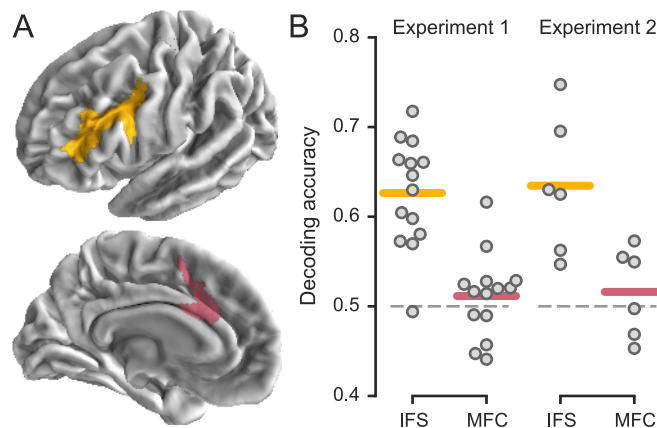 A
B
Experiment 1
Experiment 2
Decoding accuracy
0.8
0.7
0.6
0.5
0.4
IFS
MFC
IFS
MFC